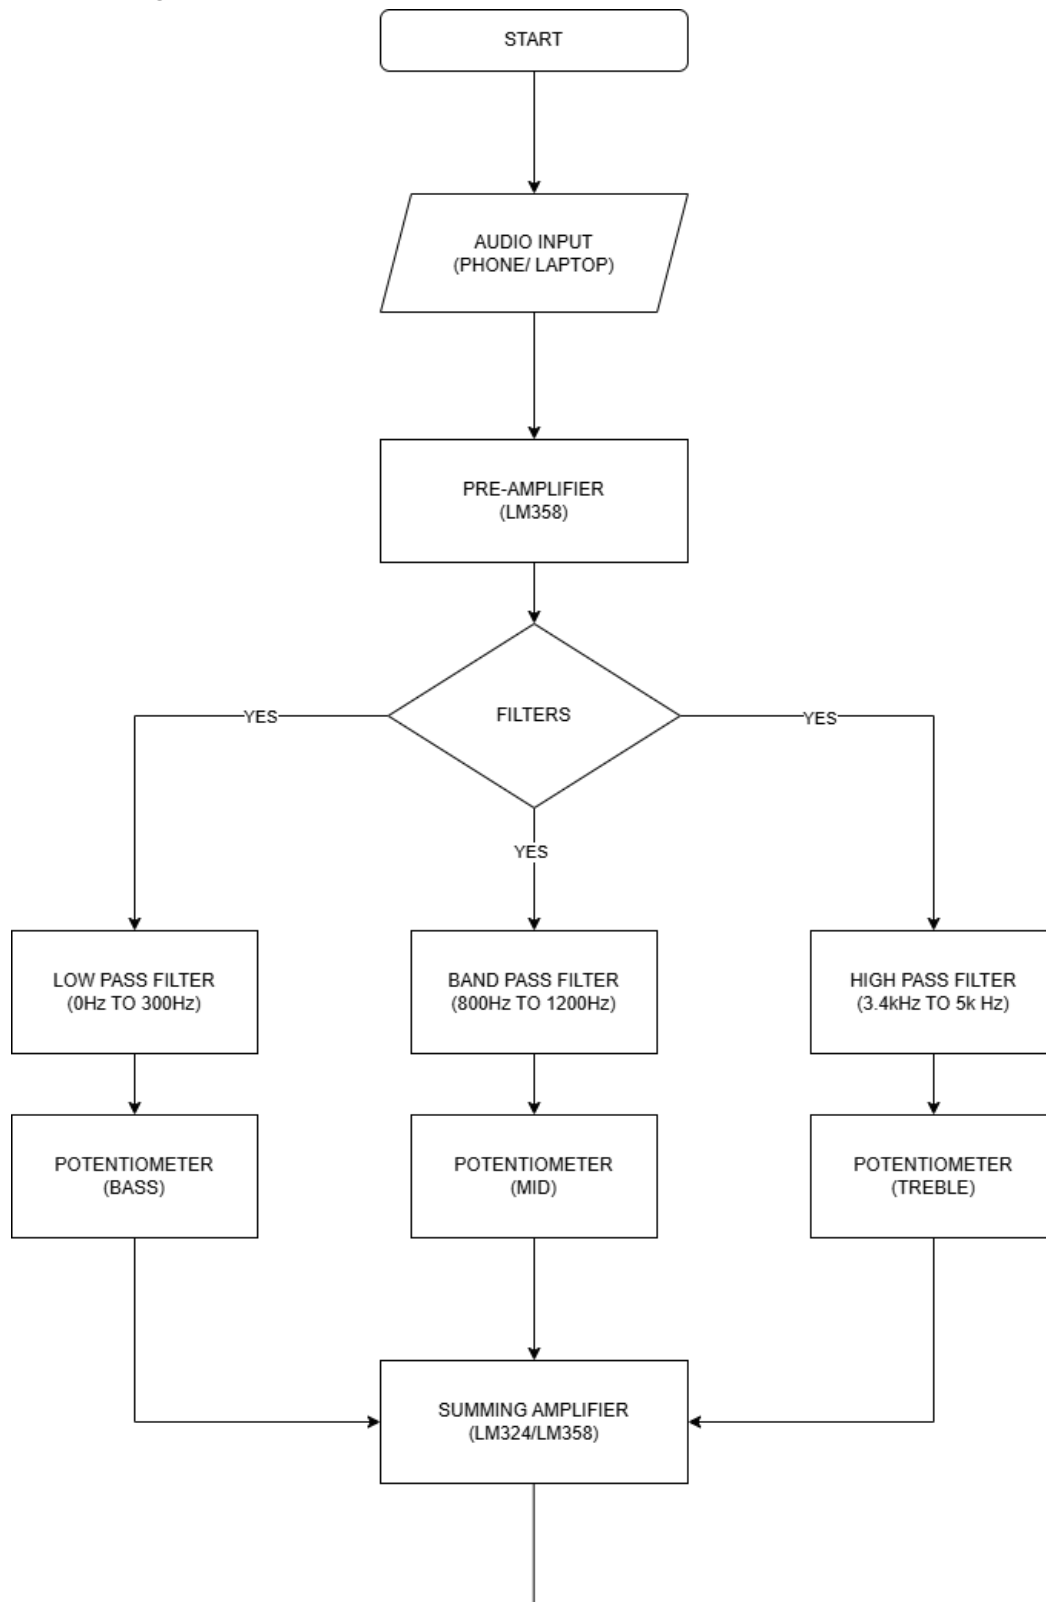 START
AUDIO INPUT
(PHONE/ LAPTOP)
PRE-AMPLIFIER
(LM358)
FILTERS
YES
YES
YES
LOW PASS FILTER
(0Hz TO 300Hz)
BAND PASS FILTER
(800Hz TO 1200Hz)
HIGH PASS FILTER
(3.4kHz TO 5k Hz)
POTENTIOMETER
(BASS)
POTENTIOMETER
(MID)
POTENTIOMETER
(TREBLE)
SUMMING AMPLIFIER
(LM324/LM358)